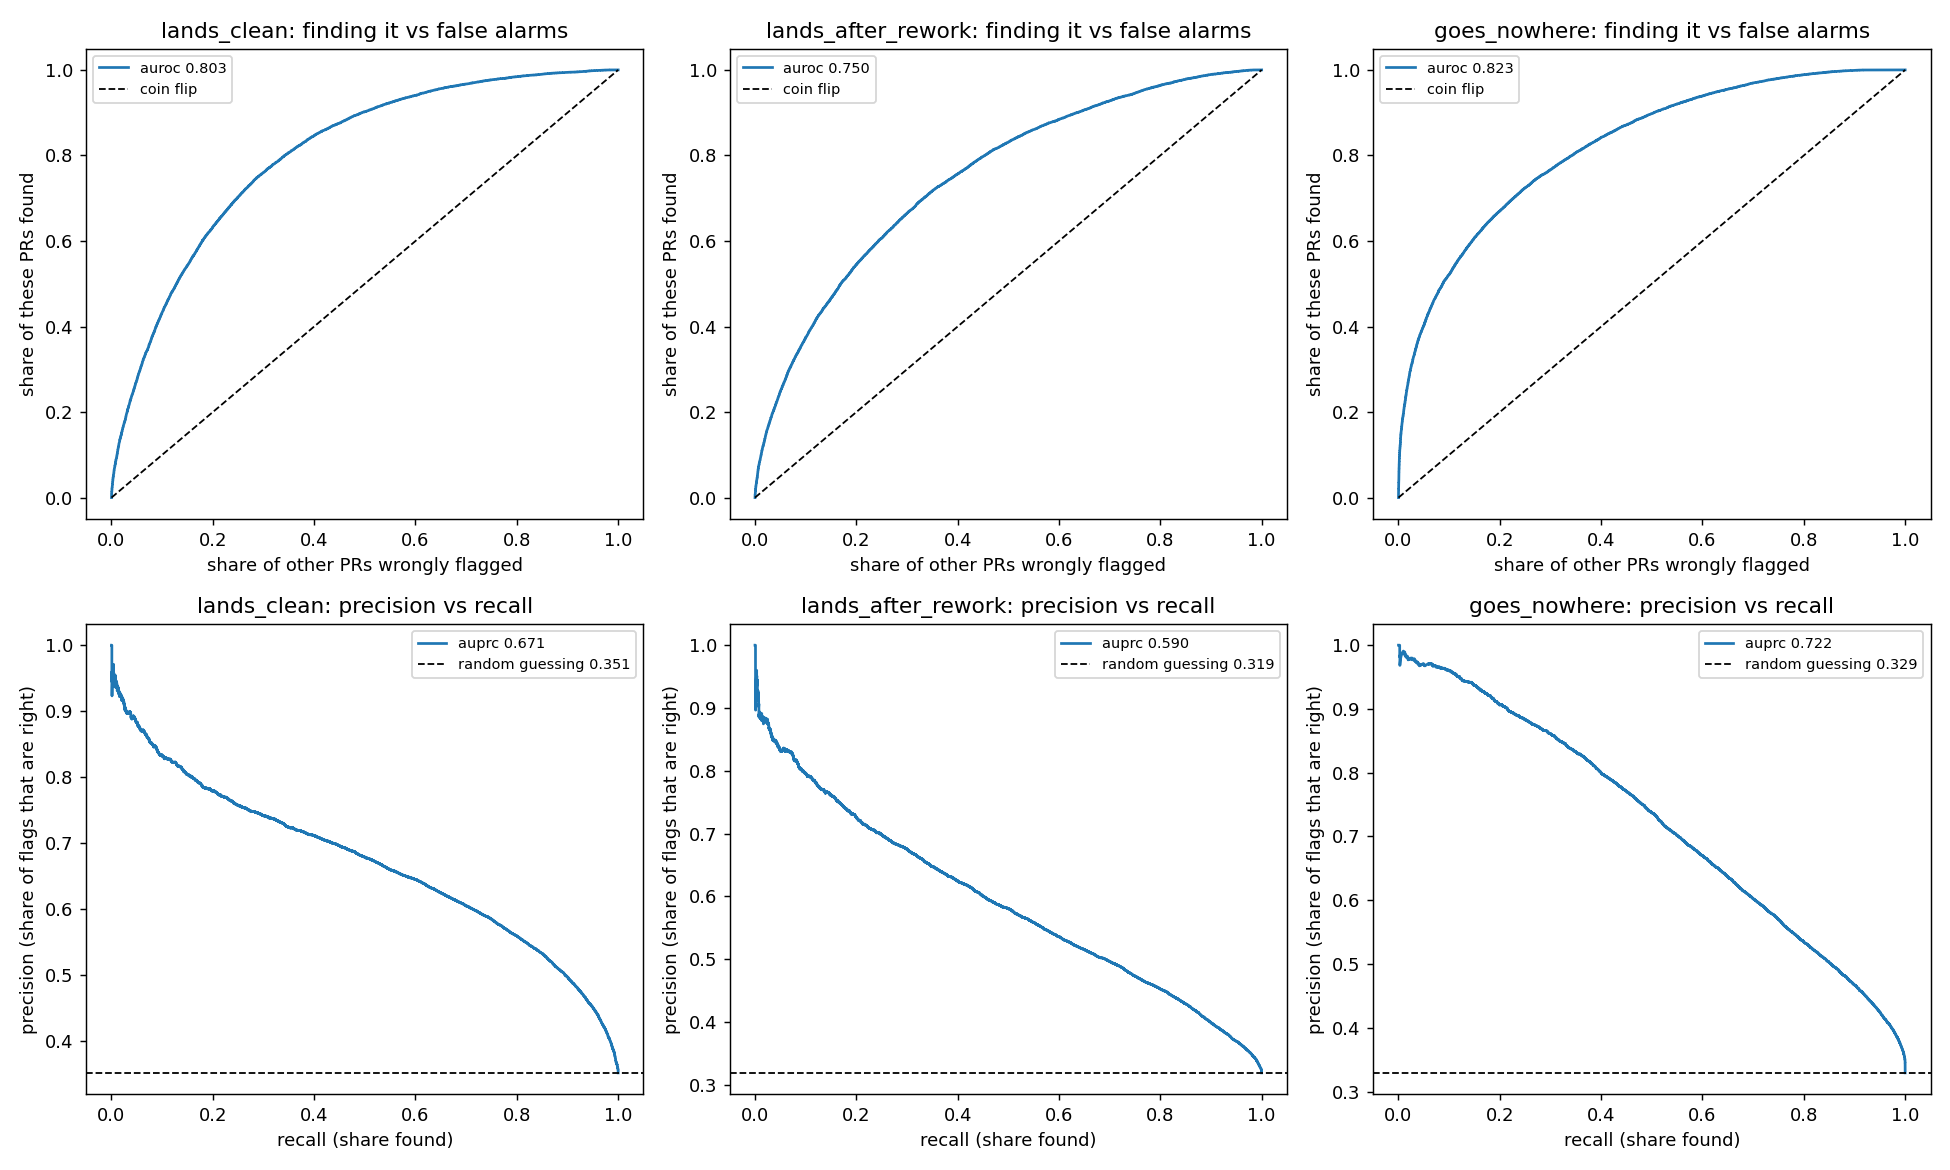 lands_clean: finding it vs false alarms
auroc 0.803
coin flip
share of these PRs found
1.0
0.8
0.6
0.4
0.2
0.0
0.0 0.2 0.4 0.6 0.8 1.0
share of other PRs wrongly flagged
lands_after_rework: finding it vs false alarms
auroc 0.750
coin flip
share of these PRs found
1.0
0.8
0.6
0.4
0.2
0.0
0.0 0.2 0.4 0.6 0.8 1.0
share of other PRs wrongly flagged
goes_nowhere: finding it vs false alarms
auroc 0.823
coin flip
share of these PRs found
1.0
0.8
0.6
0.4
0.2
0.0
0.0 0.2 0.4 0.6 0.8 1.0
share of other PRs wrongly flagged
lands_clean: precision vs recall
auprc 0.671
random guessing 0.351
precision (share of flags that are right)
1.0
0.9
0.8
0.7
0.6
0.5
0.4
0.0 0.2 0.4 0.6 0.8 1.0
recall (share found)
lands_after_rework: precision vs recall
auprc 0.590
random guessing 0.319
precision (share of flags that are right)
1.0
0.9
0.8
0.7
0.6
0.5
0.4
0.3
0.0 0.2 0.4 0.6 0.8 1.0
recall (share found)
goes_nowhere: precision vs recall
auprc 0.722
random guessing 0.329
precision (share of flags that are right)
1.0
0.9
0.8
0.7
0.6
0.5
0.4
0.3
0.0 0.2 0.4 0.6 0.8 1.0
recall (share found)